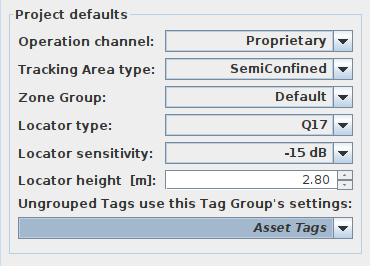 Project defaults
Operation channel: Proprietary
Tracking Area type: SemiConfined
Zone Group: Default
Locator type: Q17
Locator sensitivity: -15 dB
Locator height [m]: 2.80
Ungrouped Tags use this Tag Group's settings:
Asset Tags